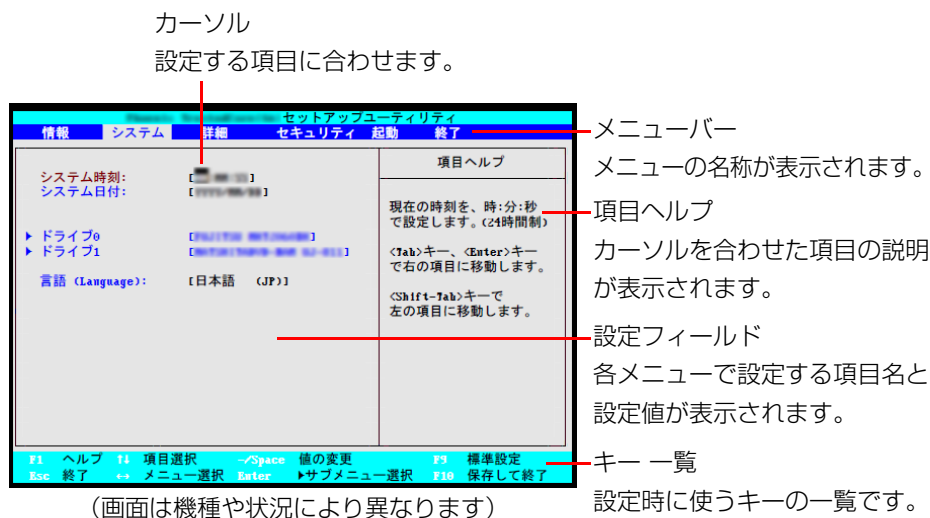 カーソル
設定する項目に合わせます。
セットアップユーティリティ
情報 システム 詳細 セキュリティ 起動 終了
メニューバー
メニューの名称が表示されます。
システム時刻:
システム日付:
ドライブ0
ドライブ1
言語 (Language): [日本語 (JP)]
項目ヘルプ
現在の時刻を、時:分:秒
で設定します。(24時間制)
<Tab>キー、<Enter>キー
で右の項目に移動します。
<Shift-Tab>キーで
左の項目に移動します。
項目ヘルプ
カーソルを合わせた項目の説明
が表示されます。
設定フィールド
各メニューで設定する項目名と
設定値が表示されます。
F1 ヘルプ ↑↓ 項目選択 -/Space 値の変更 F9 標準設定
Esc 終了 ↔ メニュー選択 Enter ▶サブメニュー選択 F10 保存して終了
キー 一覧
設定時に使うキーの一覧です。
(画面は機種や状況により異なります)